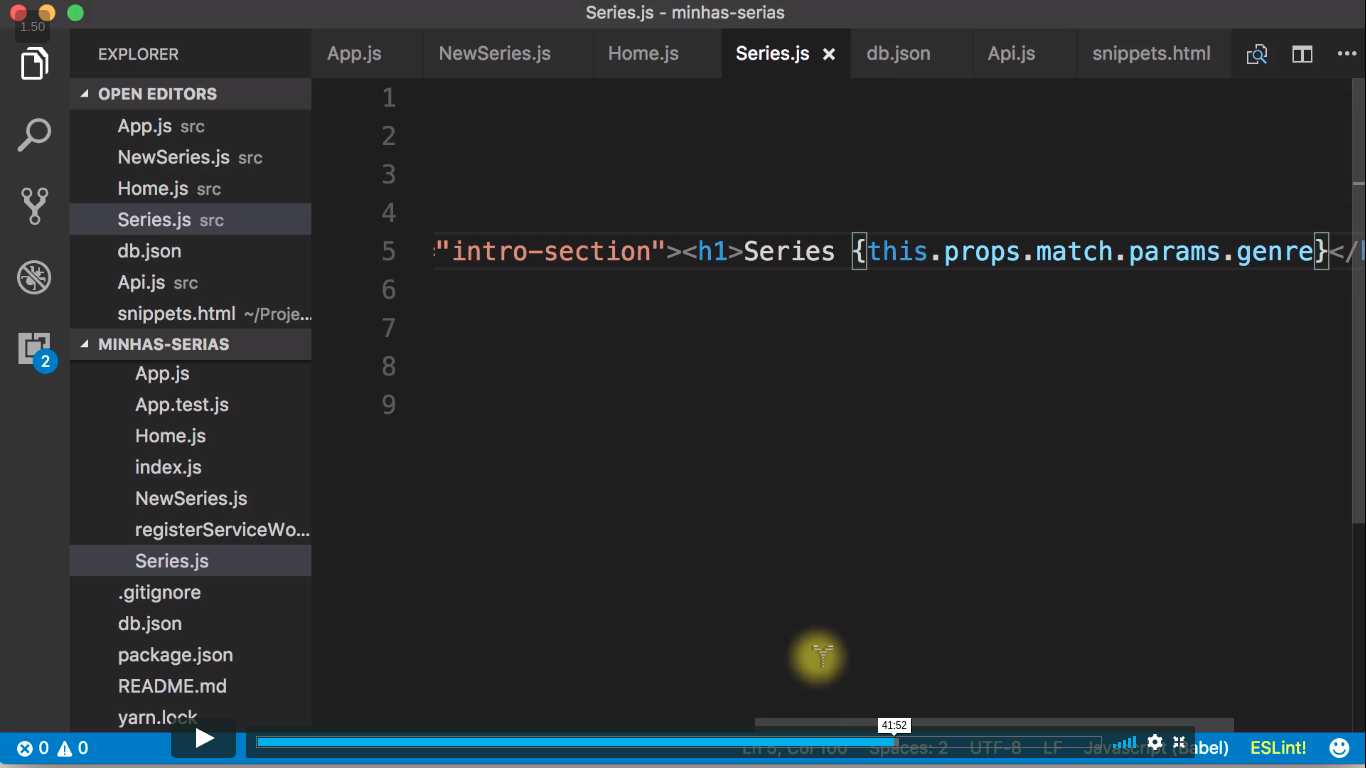 Series.js - minhas-serias
1.50
EXPLORER
App.js NewSeries.js Home.js Series.js × db.json Api.js snippets.html ···
OPEN EDITORS
App.js src
NewSeries.js src
Home.js src
Series.js src
db.json
Api.js src
snippets.html ~/Proje...
MINHAS-SERIAS
App.js
App.test.js
Home.js
index.js
NewSeries.js
registerServiceWo...
Series.js
.gitignore
db.json
package.json
README.md
yarn.lock
2
1
2
3
4
5 "intro-section"><h1>Series {this.props.match.params.genre}</
6
7
8
9
41:52
0 0 Ln 5, Col 100 Spaces: 2 UTF-8 LF Javascript (Babel) ESLint!